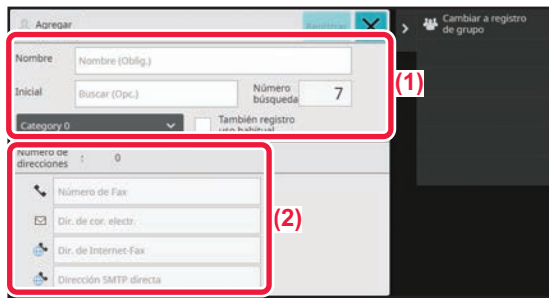 Agregar
Registrar
Cambiar a registro
de grupo
Nombre
Nombre (Oblig.)
(1)
Inicial
Buscar (Opc.)
Número
búsqueda
7
Category 0
También registro
uso habitual
Número de
direcciones : 0
Número de Fax
(2)
Dir. de cor. electr.
Dir. de Internet-Fax
Dirección SMTP directa